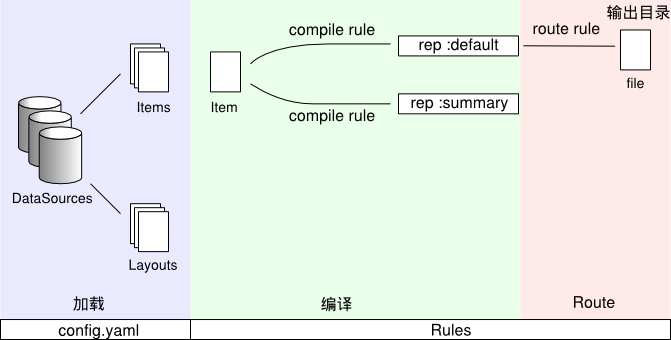 输出目录
compile rule
rep :default
route rule
file
Items
Item
compile rule
rep :summary
DataSources
Layouts
加载
编译
Route
config.yaml
Rules